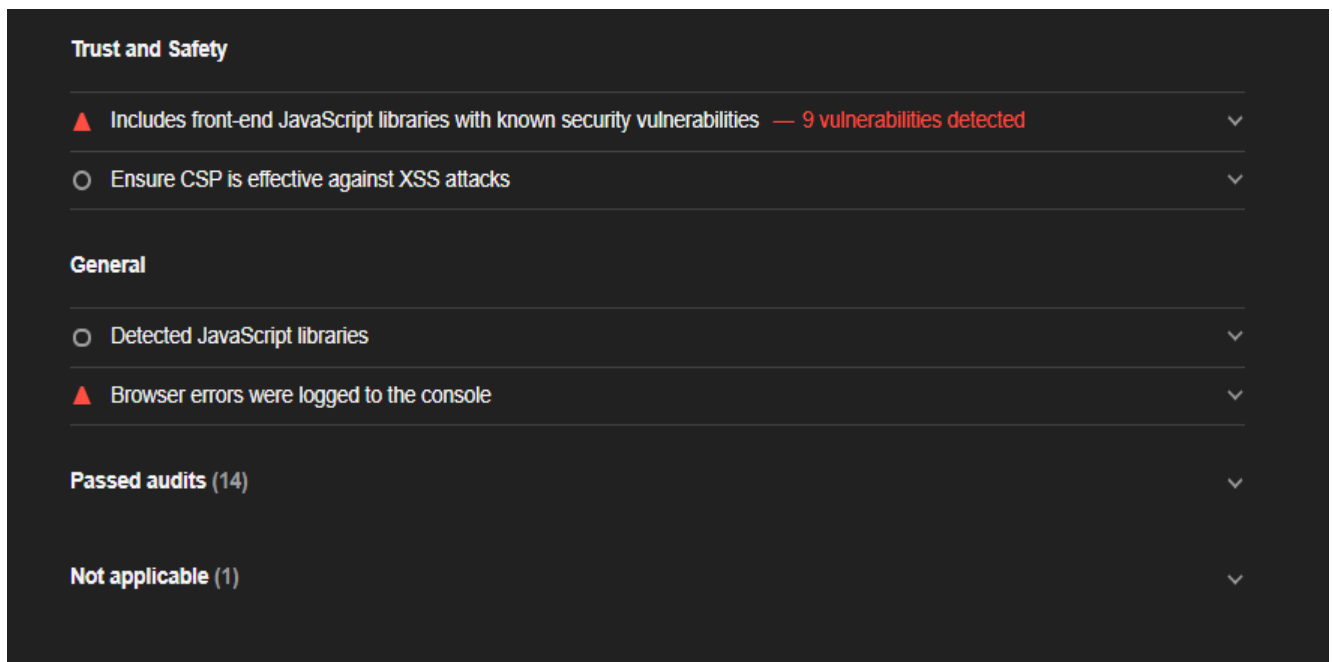 Trust and Safety
Includes front-end JavaScript libraries with known security vulnerabilities — 9 vulnerabilities detected
Ensure CSP is effective against XSS attacks
General
Detected JavaScript libraries
Browser errors were logged to the console
Passed audits (14)
Not applicable (1)